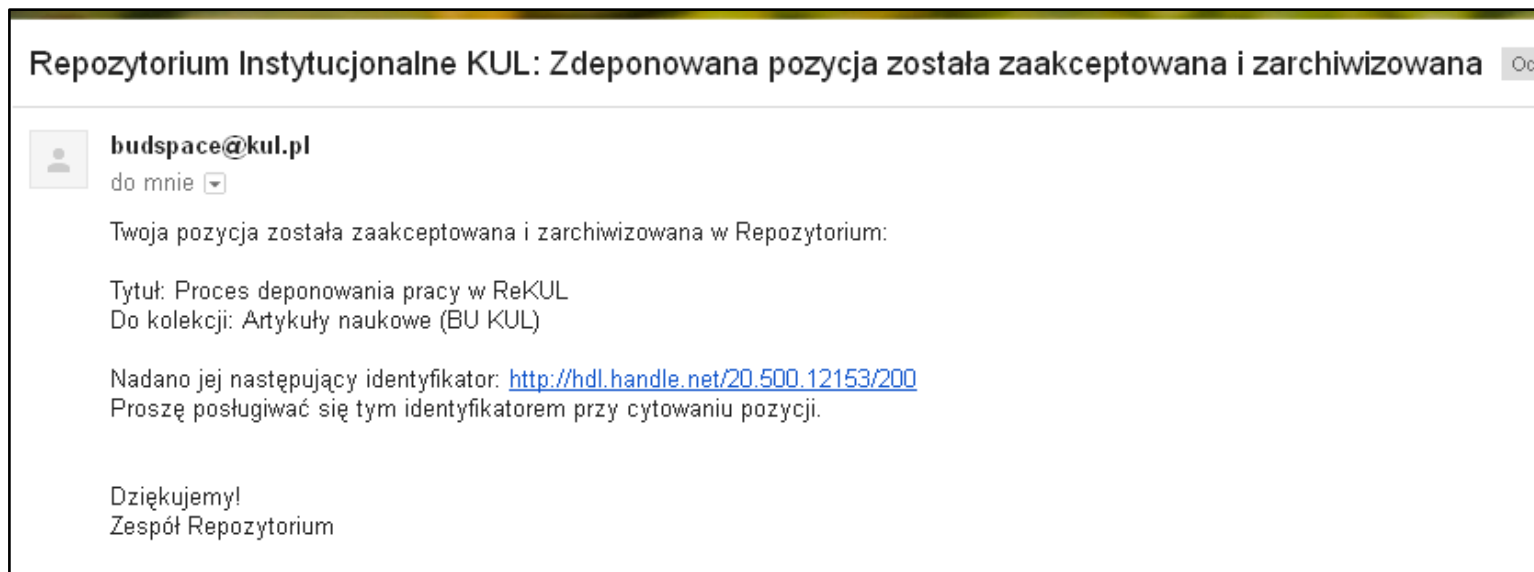 Repozytorium Instytucjonalne KUL: Zdeponowana pozycja została zaakceptowana i zarchiwizowana
budspace@kul.pl
do mnie
Twoja pozycja została zaakceptowana i zarchiwizowana w Repozytorium:
Tytuł: Proces deponowania pracy w ReKUL
Do kolekcji: Artykuły naukowe (BU KUL)
Nadano jej następujący identyfikator: http://hdl.handle.net/20.500.12153/200
Proszę posługiwać się tym identyfikatorem przy cytowaniu pozycji.
Dziękujemy!
Zespół Repozytorium